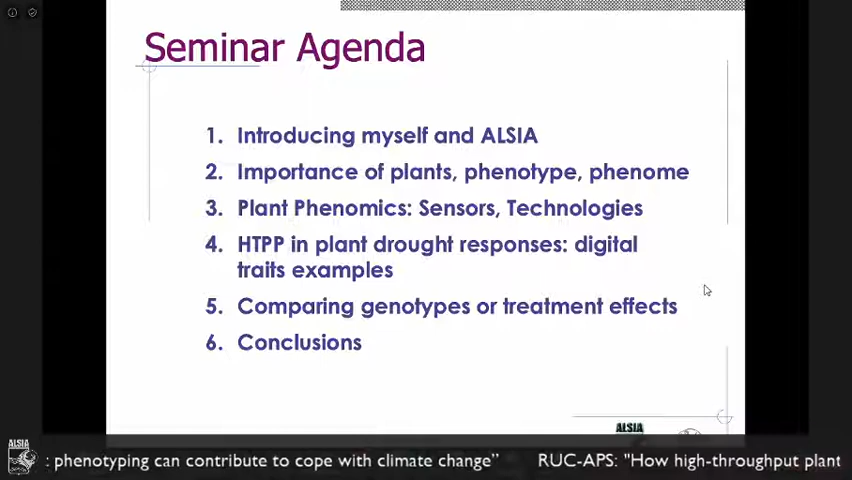 Seminar Agenda
1. Introducing myself and ALSIA
2. Importance of plants, phenotype, phenome
3. Plant Phenomics: Sensors, Technologies
4. HTPP in plant drought responses: digital
traits examples
5. Comparing genotypes or treatment effects
6. Conclusions
ALSIA
ALSIA
: phenotyping can contribute to cope with climate change” RUC-APS: "How high-throughput plant